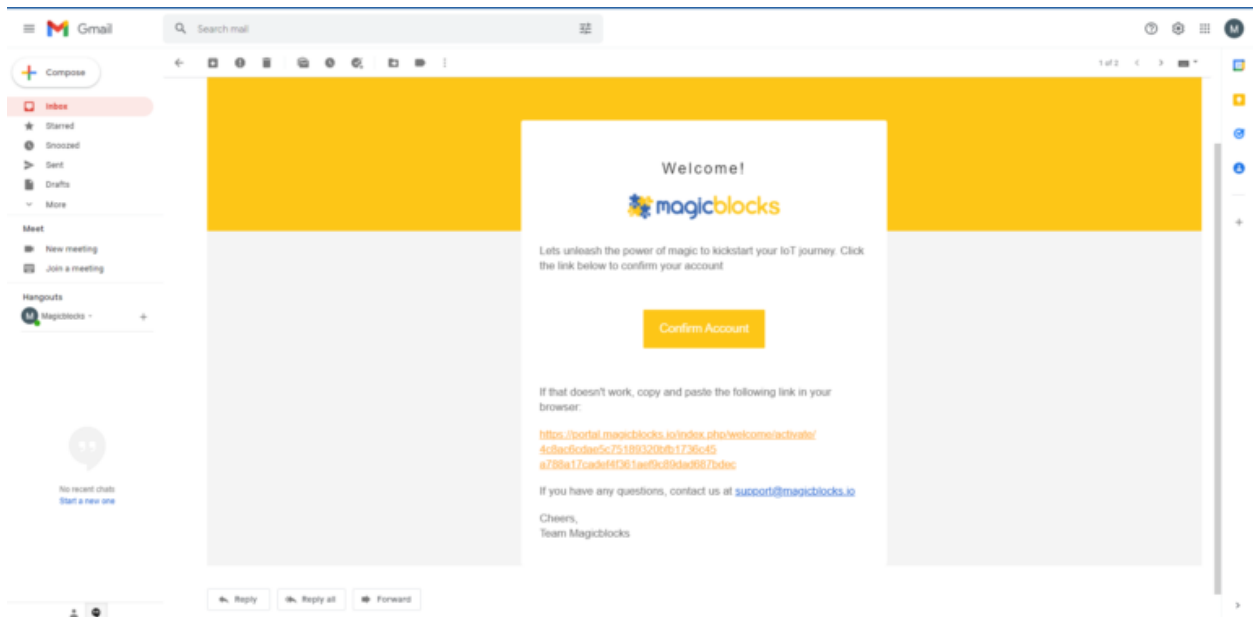 Gmail
Search mail
M
Compose
1 of 2
Inbox
Starred
Snoozed
Sent
Drafts
More
Meet
New meeting
Join a meeting
Hangouts
M Magicblocks
No recent chats
Start a new one
Welcome!
magicblocks
Lets unleash the power of magic to kickstart your IoT journey. Click
the link below to confirm your account
Confirm Account
If that doesn't work, copy and paste the following link in your
browser:
https://portal.magicblocks.io/index.php/welcome/activate/
4c8ac6cdae5c75189320bfb1736c45
a788a17cadef4f361aef9c89dad687bdec
If you have any questions, contact us at support@magicblocks.io
Cheers,
Team Magicblocks
Reply
Reply all
Forward